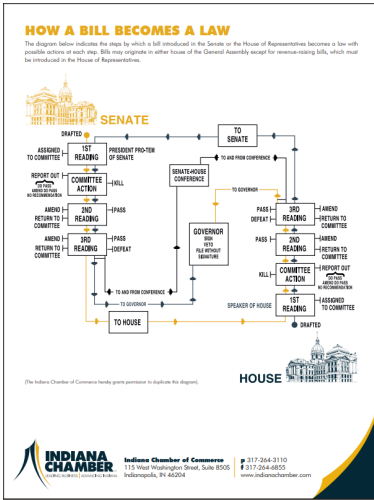 HOW A BILL BECOMES A LAW
The diagram below indicates the steps by which a bill introduced in the Senate or the House of Representatives becomes a law with
possible actions at each step. Bills may originate in either house of the General Assembly except for revenue-raising bills, which must
be introduced in the House of Representatives.
SENATE
DRAFTED
TO
SENATE
ASSIGNED
TO COMMITTEE
1ST
READING
PRESIDENT PRO-TEM
OF SENATE
TO AND FROM CONFERENCE
REPORT OUT
DO PASS
AMEND DO PASS
NO RECOMMENDATION
COMMITTEE
ACTION
KILL
SENATE-HOUSE
CONFERENCE
TO GOVERNOR
AMEND
RETURN TO
COMMITTEE
2ND
READING
PASS
PASS
DEFEAT
3RD
READING
AMEND
RETURN TO
COMMITTEE
AMEND
RETURN TO
COMMITTEE
3RD
READING
PASS
DEFEAT
GOVERNOR
SIGN
VETO
FILE WITHOUT
SIGNATURE
PASS
2ND
READING
AMEND
RETURN TO
COMMITTEE
KILL
COMMITTEE
ACTION
REPORT OUT
DO PASS
AMEND DO PASS
NO RECOMMENDATION
TO AND FROM CONFERENCE
TO GOVERNOR
SPEAKER OF HOUSE
1ST
READING
ASSIGNED
TO COMMITTEE
TO HOUSE
DRAFTED
HOUSE
(The Indiana Chamber of Commerce hereby grants permission to duplicate this diagram).
INDIANA
CHAMBER
LEADING BUSINESS | ADVANCING INDIANA
Indiana Chamber of Commerce
115 West Washington Street, Suite 850S
Indianapolis, IN 46204
p 317-264-3110
f 317-264-6855
www.indianachamber.com